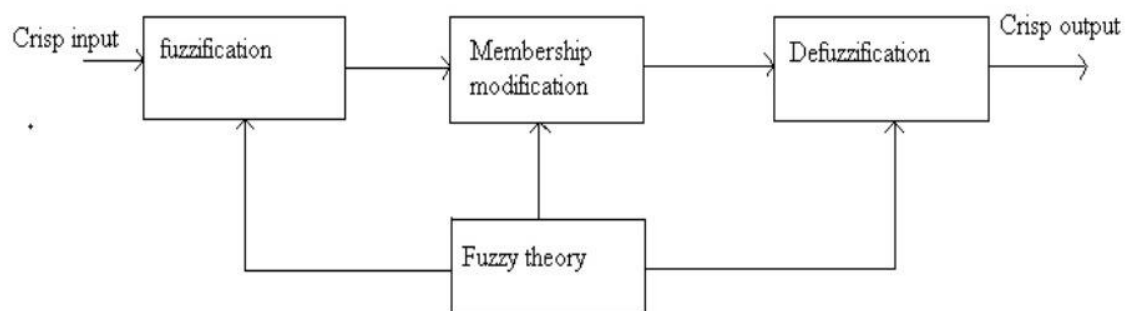 Crisp input
fuzzification
Membership
modification
Defuzzification
Crisp output
Fuzzy theory